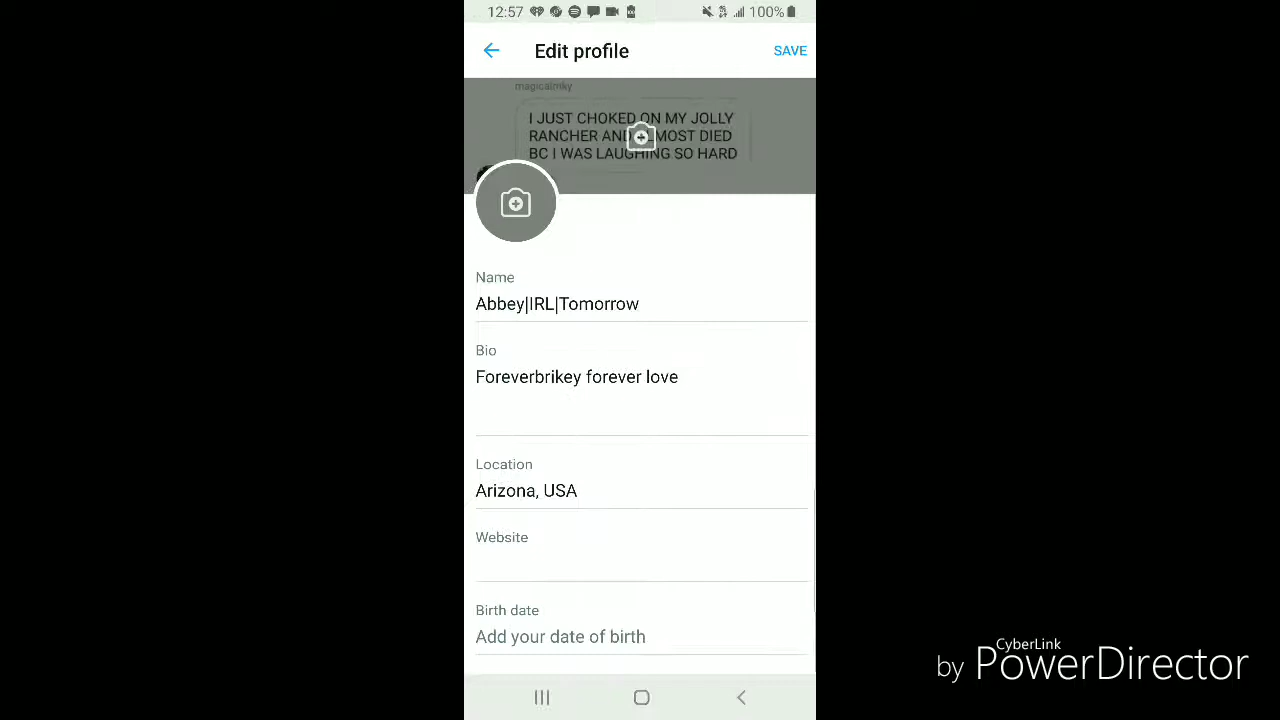 12:57
100%
Edit profile
SAVE
magicalmky
I JUST CHOKED ON MY JOLLY
RANCHER AND ALMOST DIED
BC I WAS LAUGHING SO HARD
Name
Abbey|IRL|Tomorrow
Bio
Foreverbrikey forever love
Location
Arizona, USA
Website
Birth date
Add your date of birth
CyberLink
by PowerDirector